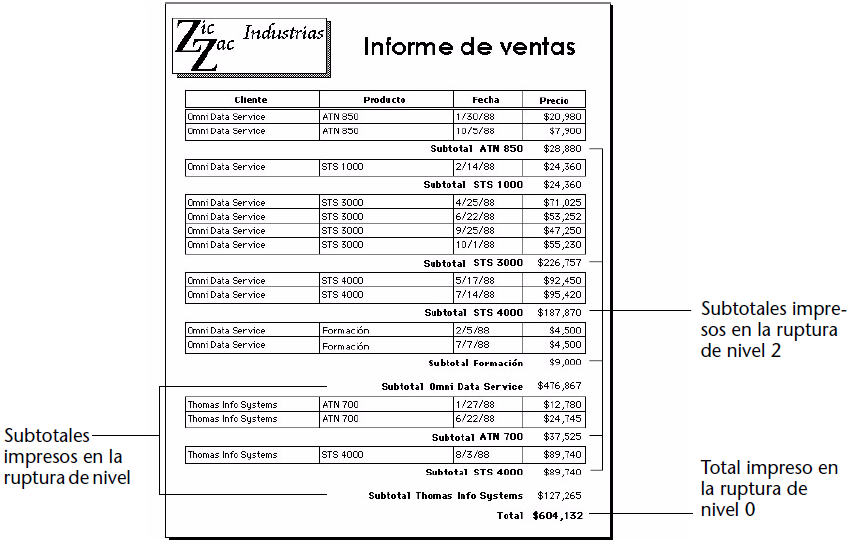 Zic Zac Industrias
Informe de ventas
Cliente Producto Fecha Precio
Omni Data Service ATN 850 1/30/88 $20,980
Omni Data Service ATN 850 10/5/88 $7,900
Subtotal ATN 850 $28,880
Omni Data Service STS 1000 2/14/88 $24,360
Subtotal STS 1000 $24,360
Omni Data Service STS 3000 4/25/88 $71,025
Omni Data Service STS 3000 6/22/88 $53,252
Omni Data Service STS 3000 9/25/88 $47,250
Omni Data Service STS 3000 10/1/88 $55,230
Subtotal STS 3000 $226,757
Omni Data Service STS 4000 5/17/88 $92,450
Omni Data Service STS 4000 7/14/88 $95,420
Subtotal STS 4000 $187,870
Omni Data Service Formación 2/5/88 $4,500
Omni Data Service Formación 7/7/88 $4,500
Subtotal Formación $9,000
Subtotal Omni Data Service $476,867
Thomas Info Systems ATN 700 1/27/88 $12,780
Thomas Info Systems ATN 700 6/22/88 $24,745
Subtotal ATN 700 $37,525
Thomas Info Systems STS 4000 8/3/88 $89,740
Subtotal STS 4000 $89,740
Subtotal Thomas Info Systems $127,265
Total $604,132
Subtotales
impresos en la
ruptura de nivel
Subtotales impre-
sos en la ruptura
de nivel 2
Total impreso en
la ruptura de
nivel 0